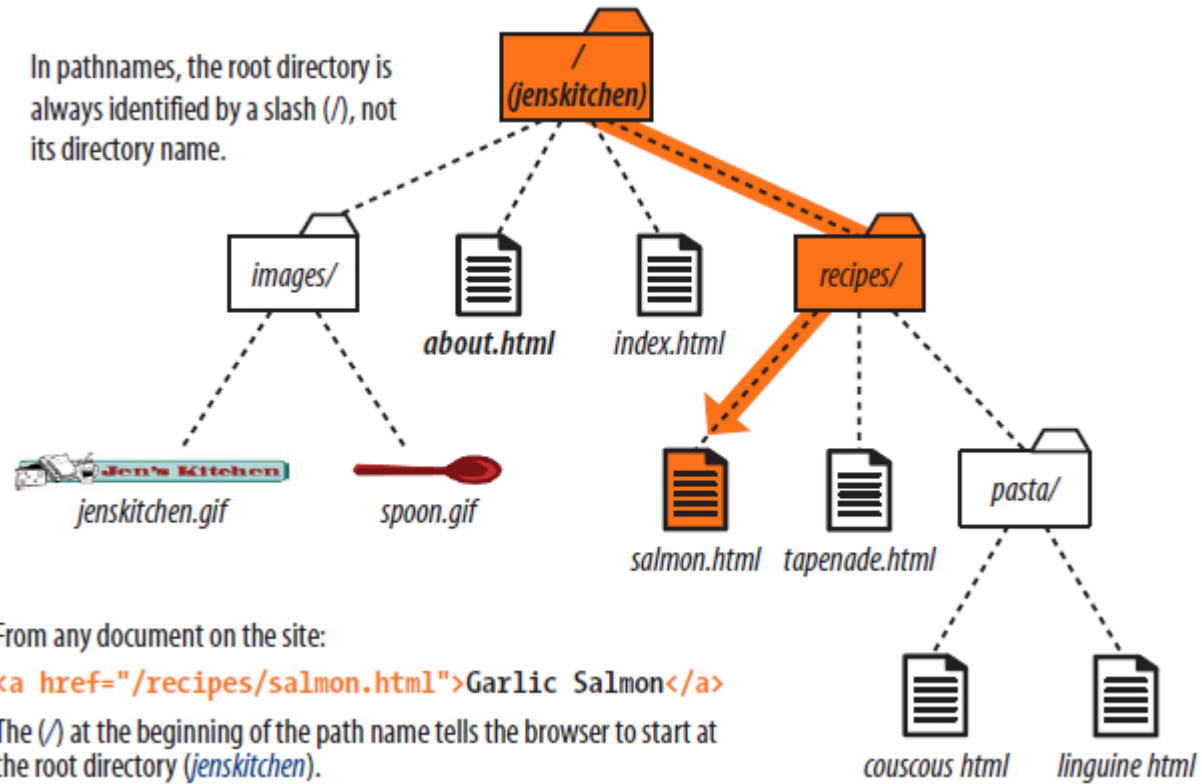 In pathnames, the root directory is
always identified by a slash (/), not
its directory name.
/
(jenskitchen)
images/
about.html
index.html
recipes/
Jen's Kitchen
jenskitchen.gif
spoon.gif
salmon.html
tapenade.html
pasta/
couscous html
linguine html
From any document on the site:
<a href="/recipes/salmon.html">Garlic Salmon</a>
The (/) at the beginning of the path name tells the browser to start at
the root directory (jenskitchen).